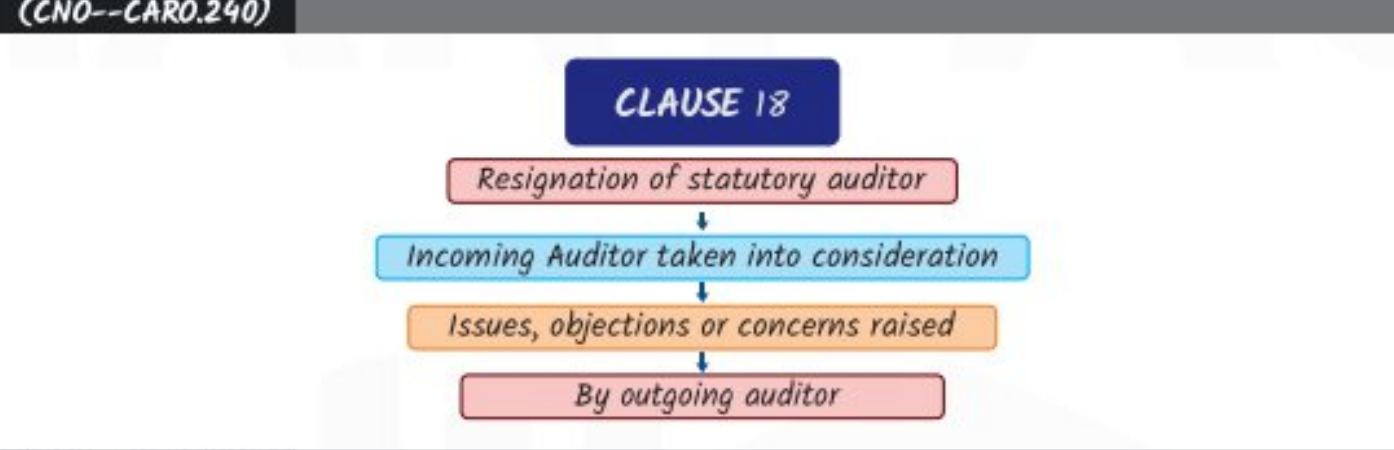 (CNO--CARO.240)
CLAUSE 18
Resignation of statutory auditor
Incoming Auditor taken into consideration
Issues, objections or concerns raised
By outgoing auditor